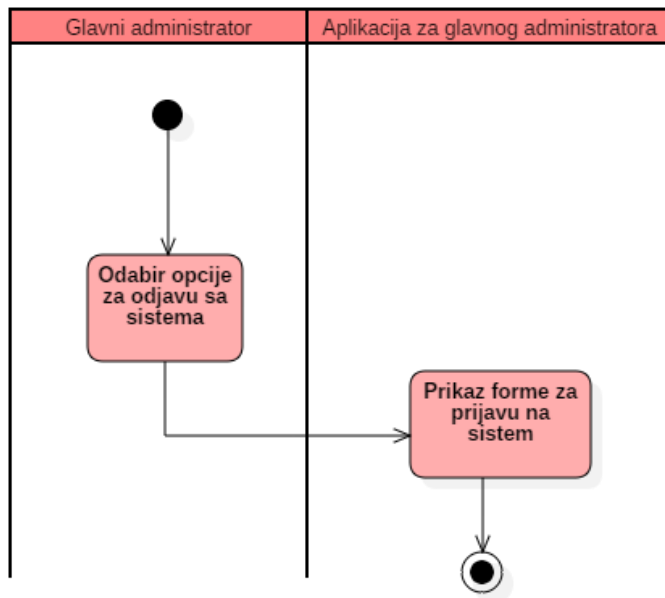 Glavni administrator
Aplikacija za glavnog administratora
Odabir opcije
za odjavu sa
sistema
Prikaz forme za
prijavu na
sistem